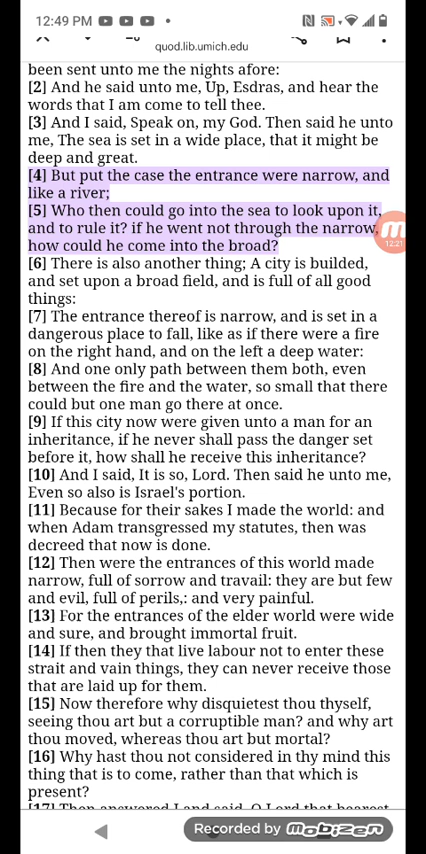 12:49 PM
quod.lib.umich.edu
been sent unto me the nights afore:
[2] And he said unto me, Up, Esdras, and hear the
words that I am come to tell thee.
[3] And I said, Speak on, my God. Then said he unto
me, The sea is set in a wide place, that it might be
deep and great.
[4] But put the case the entrance were narrow, and
like a river;
[5] Who then could go into the sea to look upon it,
and to rule it? if he went not through the narrow,
how could he come into the broad?
12:21
[6] There is also another thing; A city is builded,
and set upon a broad field, and is full of all good
things:
[7] The entrance thereof is narrow, and is set in a
dangerous place to fall, like as if there were a fire
on the right hand, and on the left a deep water:
[8] And one only path between them both, even
between the fire and the water, so small that there
could but one man go there at once.
[9] If this city now were given unto a man for an
inheritance, if he never shall pass the danger set
before it, how shall he receive this inheritance?
[10] And I said, It is so, Lord. Then said he unto me,
Even so also is Israel's portion.
[11] Because for their sakes I made the world: and
when Adam transgressed my statutes, then was
decreed that now is done.
[12] Then were the entrances of this world made
narrow, full of sorrow and travail: they are but few
and evil, full of perils,: and very painful.
[13] For the entrances of the elder world were wide
and sure, and brought immortal fruit.
[14] If then they that live labour not to enter these
strait and vain things, they can never receive those
that are laid up for them.
[15] Now therefore why disquietest thou thyself,
seeing thou art but a corruptible man? and why art
thou moved, whereas thou art but mortal?
[16] Why hast thou not considered in thy mind this
thing that is to come, rather than that which is
present?
[17] Then answered I and said, O Lord that bearest
Recorded by mobizen